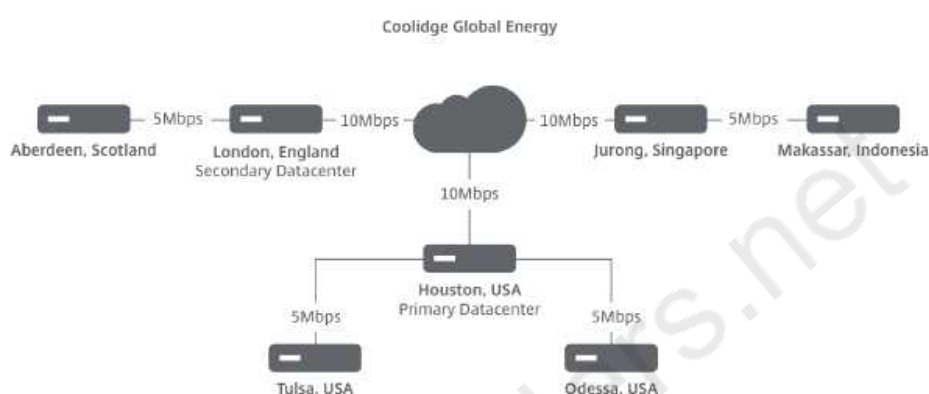 Coolidge Global Energy
5Mbps
10Mbps
10Mbps
5Mbps
Aberdeen, Scotland
London, England
Secondary Datacenter
Jurong, Singapore
Makassar, Indonesia
10Mbps
Houston, USA
Primary Datacenter
5Mbps
5Mbps
Tulsa, USA
Odessa, USA